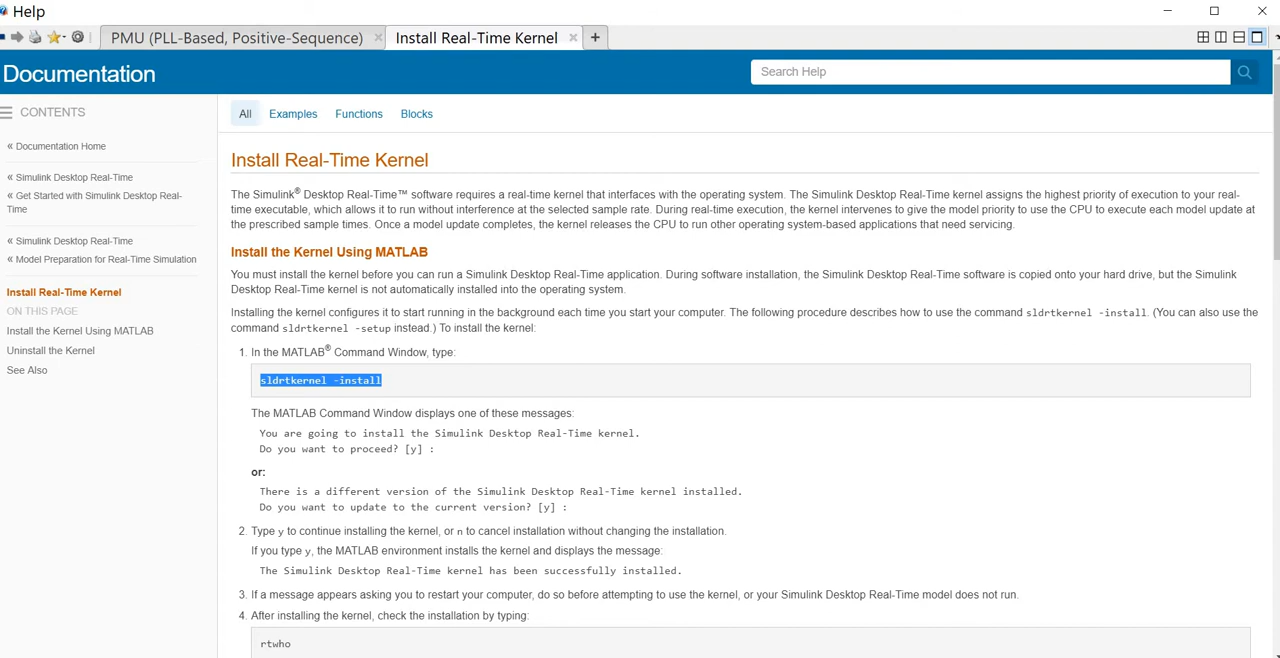 Help
PMU (PLL-Based, Positive-Sequence)
Install Real-Time Kernel
Documentation
Search Help
CONTENTS
« Documentation Home
« Simulink Desktop Real-Time
« Get Started with Simulink Desktop Real-
Time
« Simulink Desktop Real-Time
« Model Preparation for Real-Time Simulation
Install Real-Time Kernel
ON THIS PAGE
Install the Kernel Using MATLAB
Uninstall the Kernel
See Also
All Examples Functions Blocks
Install Real-Time Kernel
The Simulink® Desktop Real-Time™ software requires a real-time kernel that interfaces with the operating system. The Simulink Desktop Real-Time kernel assigns the highest priority of execution to your real-
time executable, which allows it to run without interference at the selected sample rate. During real-time execution, the kernel intervenes to give the model priority to use the CPU to execute each model update at
the prescribed sample times. Once a model update completes, the kernel releases the CPU to run other operating system-based applications that need servicing.
Install the Kernel Using MATLAB
You must install the kernel before you can run a Simulink Desktop Real-Time application. During software installation, the Simulink Desktop Real-Time software is copied onto your hard drive, but the Simulink
Desktop Real-Time kernel is not automatically installed into the operating system.
Installing the kernel configures it to start running in the background each time you start your computer. The following procedure describes how to use the command sldrtkernel -install. (You can also use the
command sldrtkernel -setup instead.) To install the kernel:
1. In the MATLAB® Command Window, type:
sldrtkernel -install
The MATLAB Command Window displays one of these messages:
You are going to install the Simulink Desktop Real-Time kernel.
Do you want to proceed? [y] :
or:
There is a different version of the Simulink Desktop Real-Time kernel installed.
Do you want to update to the current version? [y] :
2. Type y to continue installing the kernel, or n to cancel installation without changing the installation.
If you type y, the MATLAB environment installs the kernel and displays the message:
The Simulink Desktop Real-Time kernel has been successfully installed.
3. If a message appears asking you to restart your computer, do so before attempting to use the kernel, or your Simulink Desktop Real-Time model does not run.
4. After installing the kernel, check the installation by typing:
rtwho